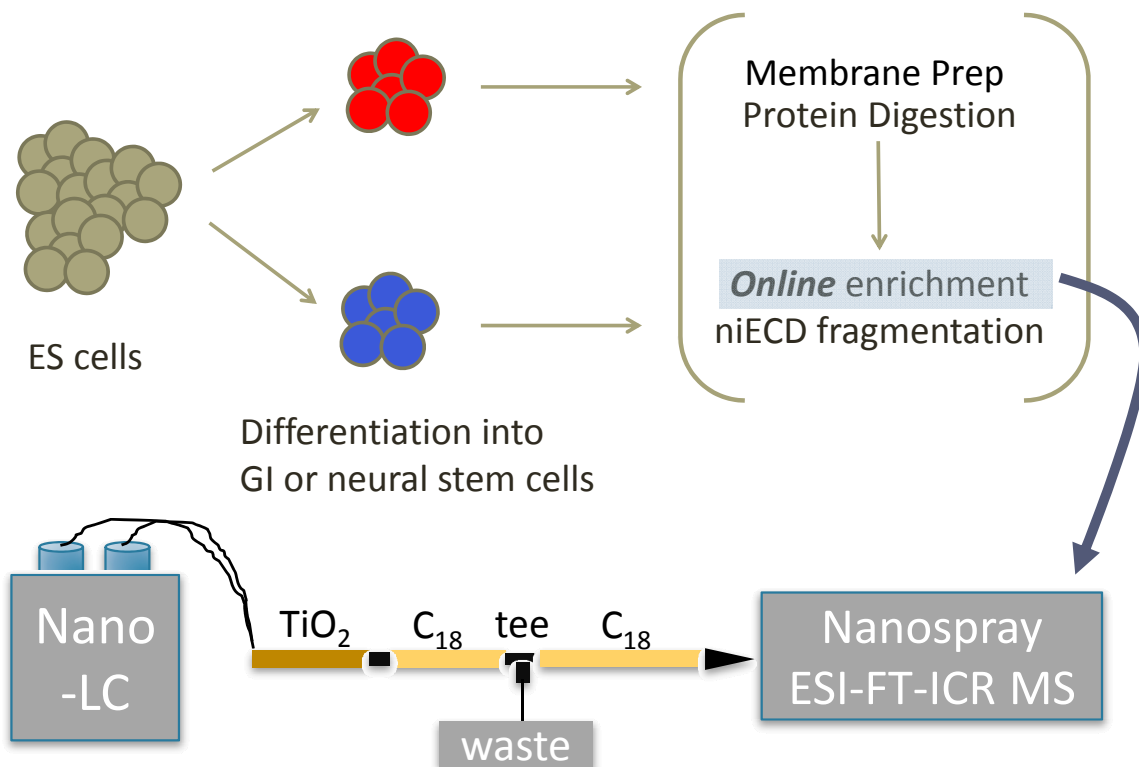 Membrane Prep
Protein Digestion
Online enrichment
niECD fragmentation
ES cells
Differentiation into
GI or neural stem cells
Nano
-LC
TiO₂
C₁₈
tee
C₁₈
waste
Nanospray
ESI-FT-ICR MS